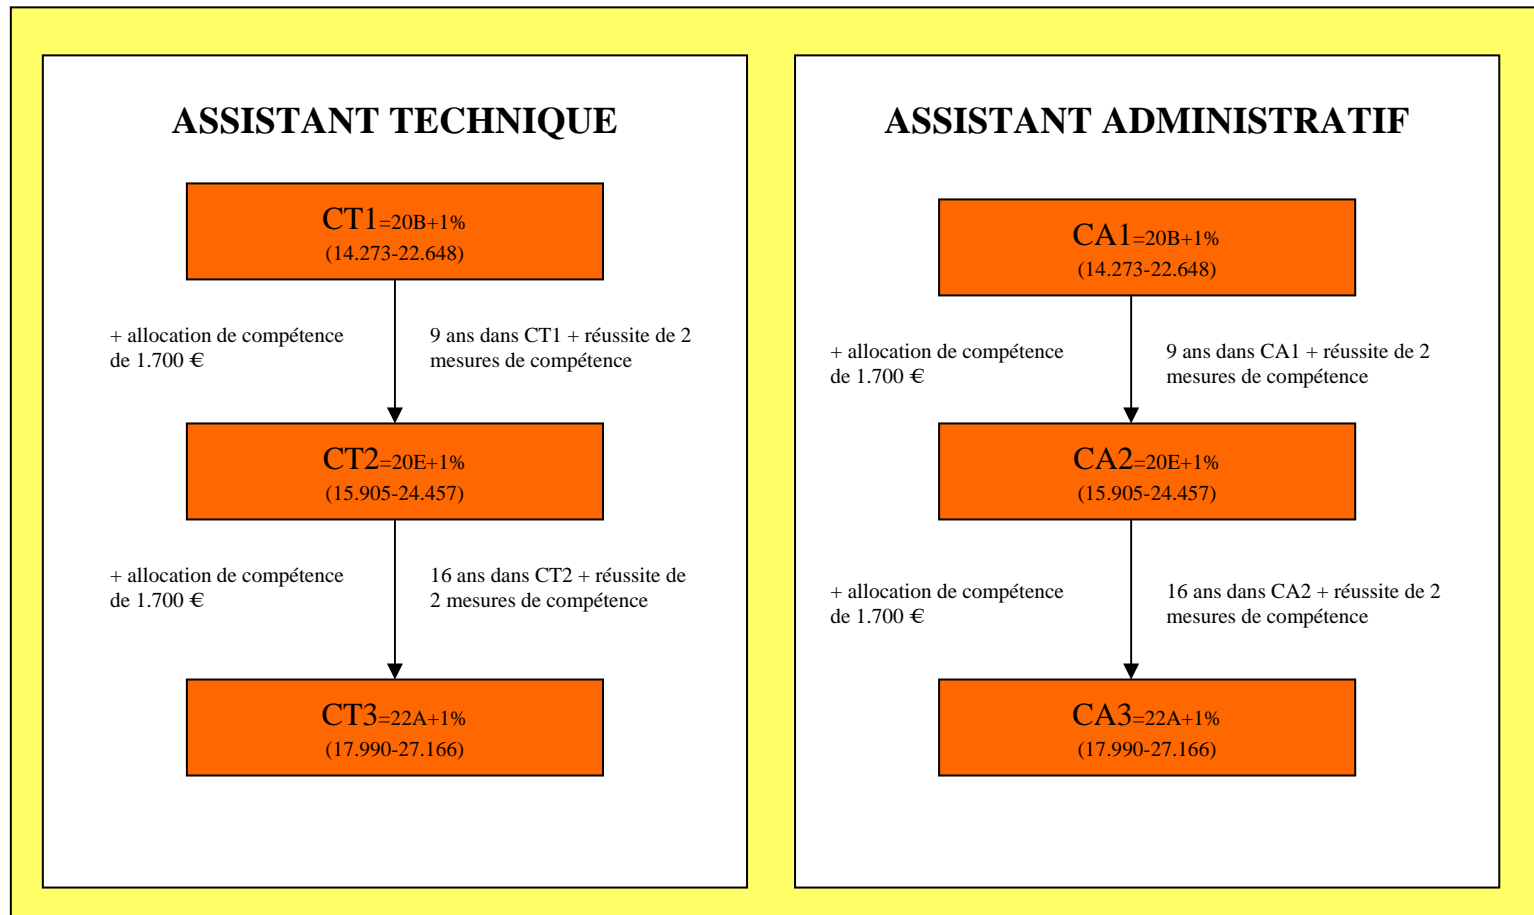 ASSISTANT TECHNIQUE
CT1=20B+1%
(14.273-22.648)
+ allocation de compétence
de 1.700 €
9 ans dans CT1 + réussite de 2
mesures de compétence
CT2=20E+1%
(15.905-24.457)
+ allocation de compétence
de 1.700 €
16 ans dans CT2 + réussite de
2 mesures de compétence
CT3=22A+1%
(17.990-27.166)
ASSISTANT ADMINISTRATIF
CA1=20B+1%
(14.273-22.648)
+ allocation de compétence
de 1.700 €
9 ans dans CA1 + réussite de 2
mesures de compétence
CA2=20E+1%
(15.905-24.457)
+ allocation de compétence
de 1.700 €
16 ans dans CA2 + réussite de 2
mesures de compétence
CA3=22A+1%
(17.990-27.166)